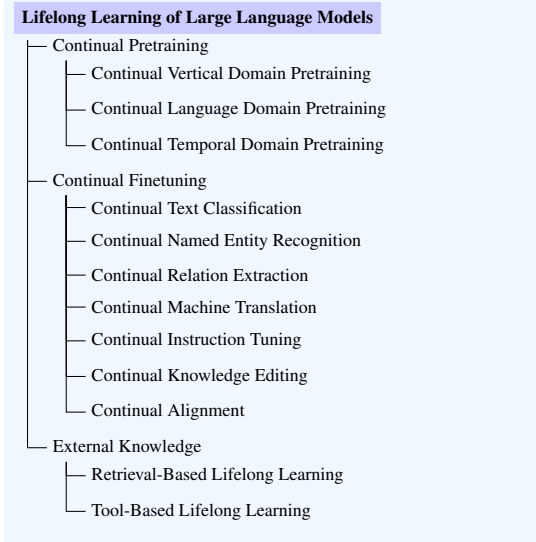 Lifelong Learning of Large Language Models
Continual Pretraining
Continual Vertical Domain Pretraining
Continual Language Domain Pretraining
Continual Temporal Domain Pretraining
Continual Finetuning
Continual Text Classification
Continual Named Entity Recognition
Continual Relation Extraction
Continual Machine Translation
Continual Instruction Tuning
Continual Knowledge Editing
Continual Alignment
External Knowledge
Retrieval-Based Lifelong Learning
Tool-Based Lifelong Learning